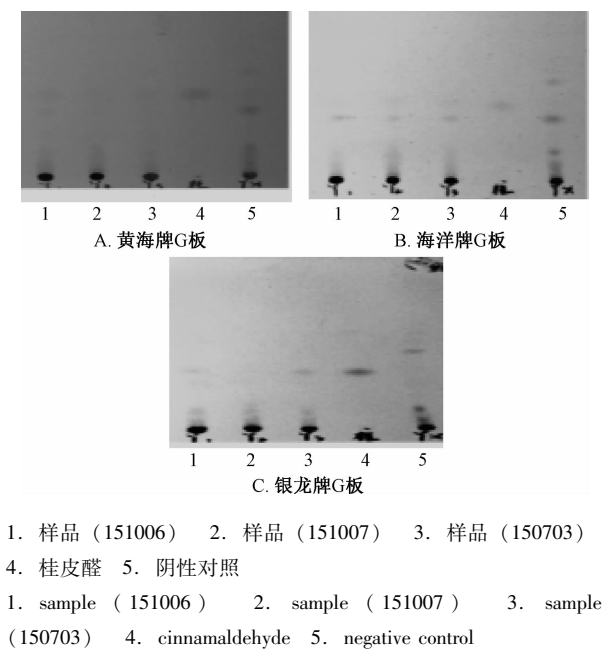 1 2 3 4 5
A. 黄海牌G板
1 2 3 4 5
B. 海洋牌G板
1 2 3 4 5
C. 银龙牌G板
1. 样品 (151006) 2. 样品 (151007) 3. 样品 (150703)
4. 桂皮醛 5. 阴性对照
1. sample ( 151006 ) 2. sample ( 151007 ) 3. sample
(150703) 4. cinnamaldehyde 5. negative control